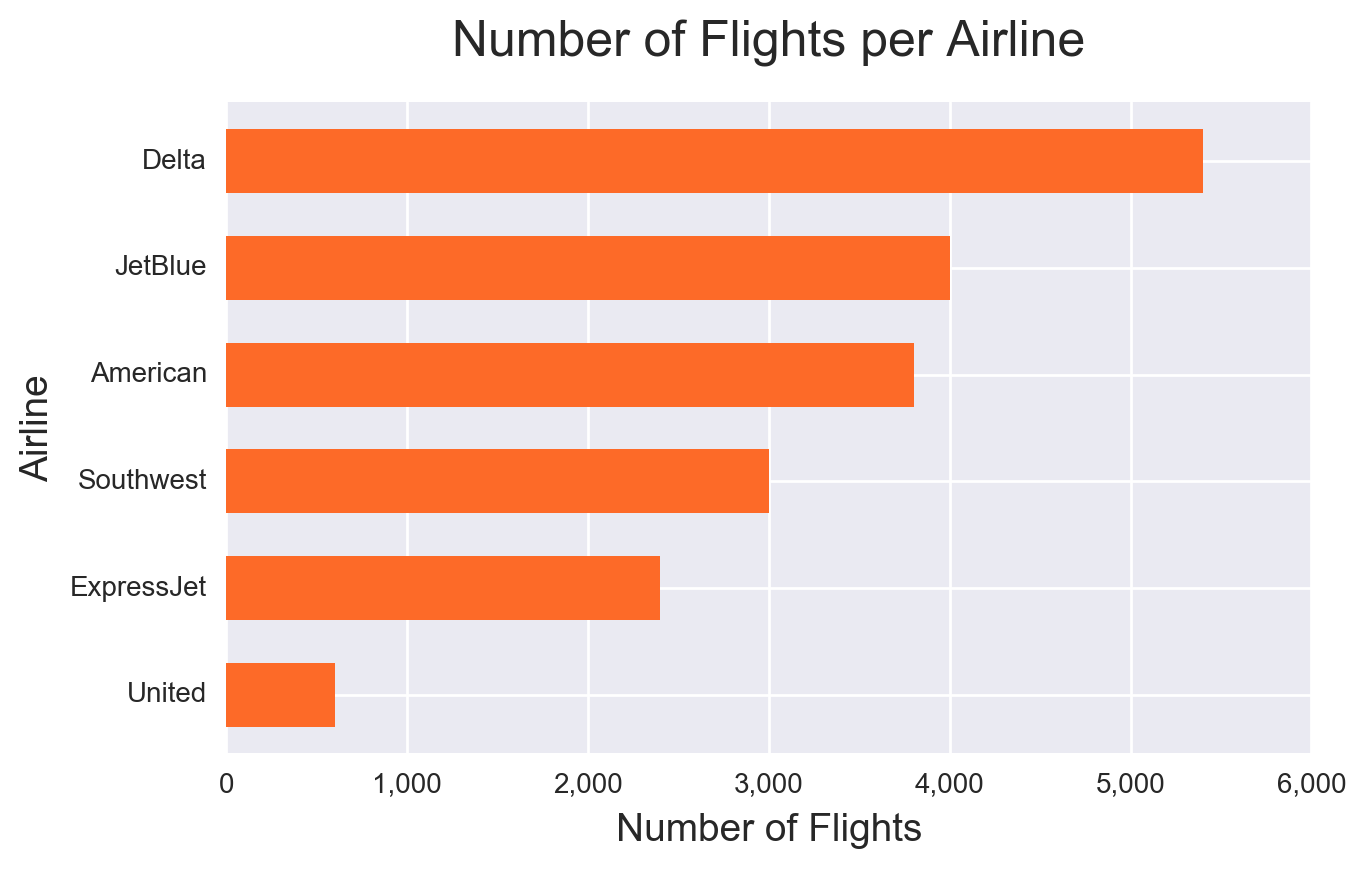 Number of Flights per Airline
Delta
JetBlue
American
Southwest
ExpressJet
United
Airline
0 1,000 2,000 3,000 4,000 5,000 6,000
Number of Flights